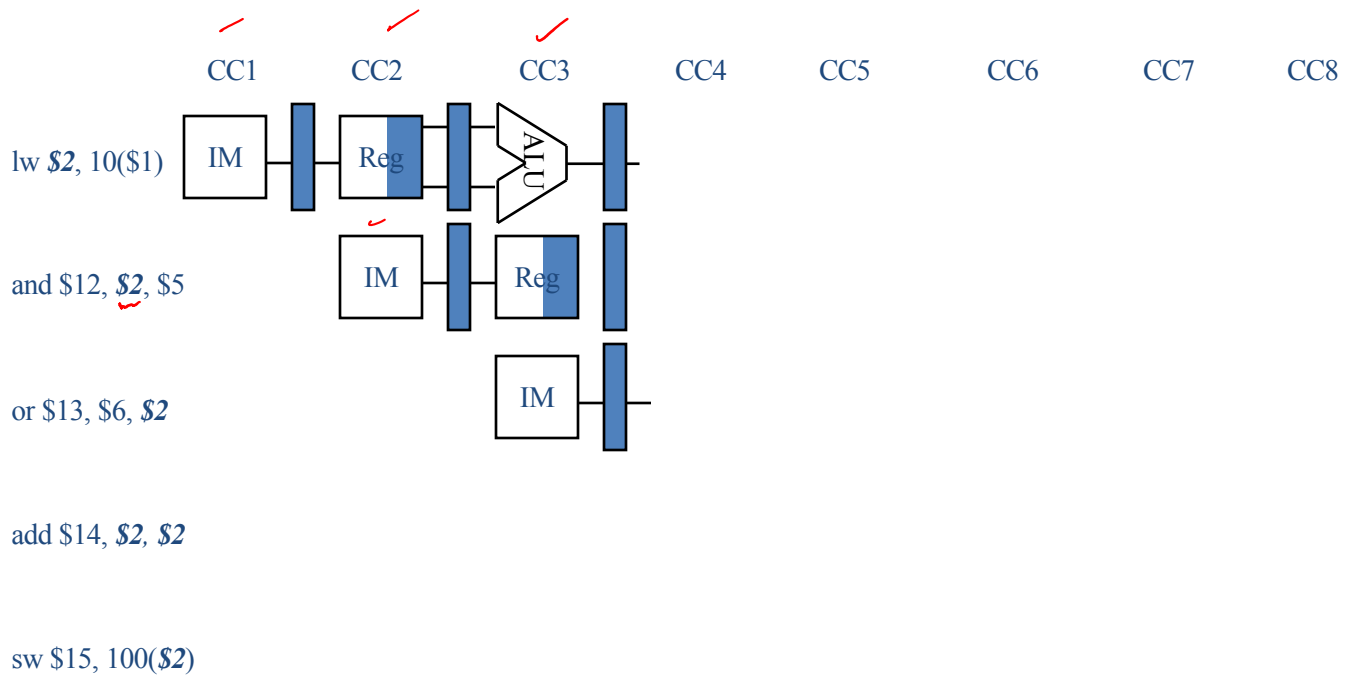 CC1 CC2 CC3 CC4 CC5 CC6 CC7 CC8
lw $2, 10($1) IM Reg ALU
and $12, $2, $5 IM Reg
or $13, $6, $2 IM
add $14, $2, $2
sw $15, 100($2)